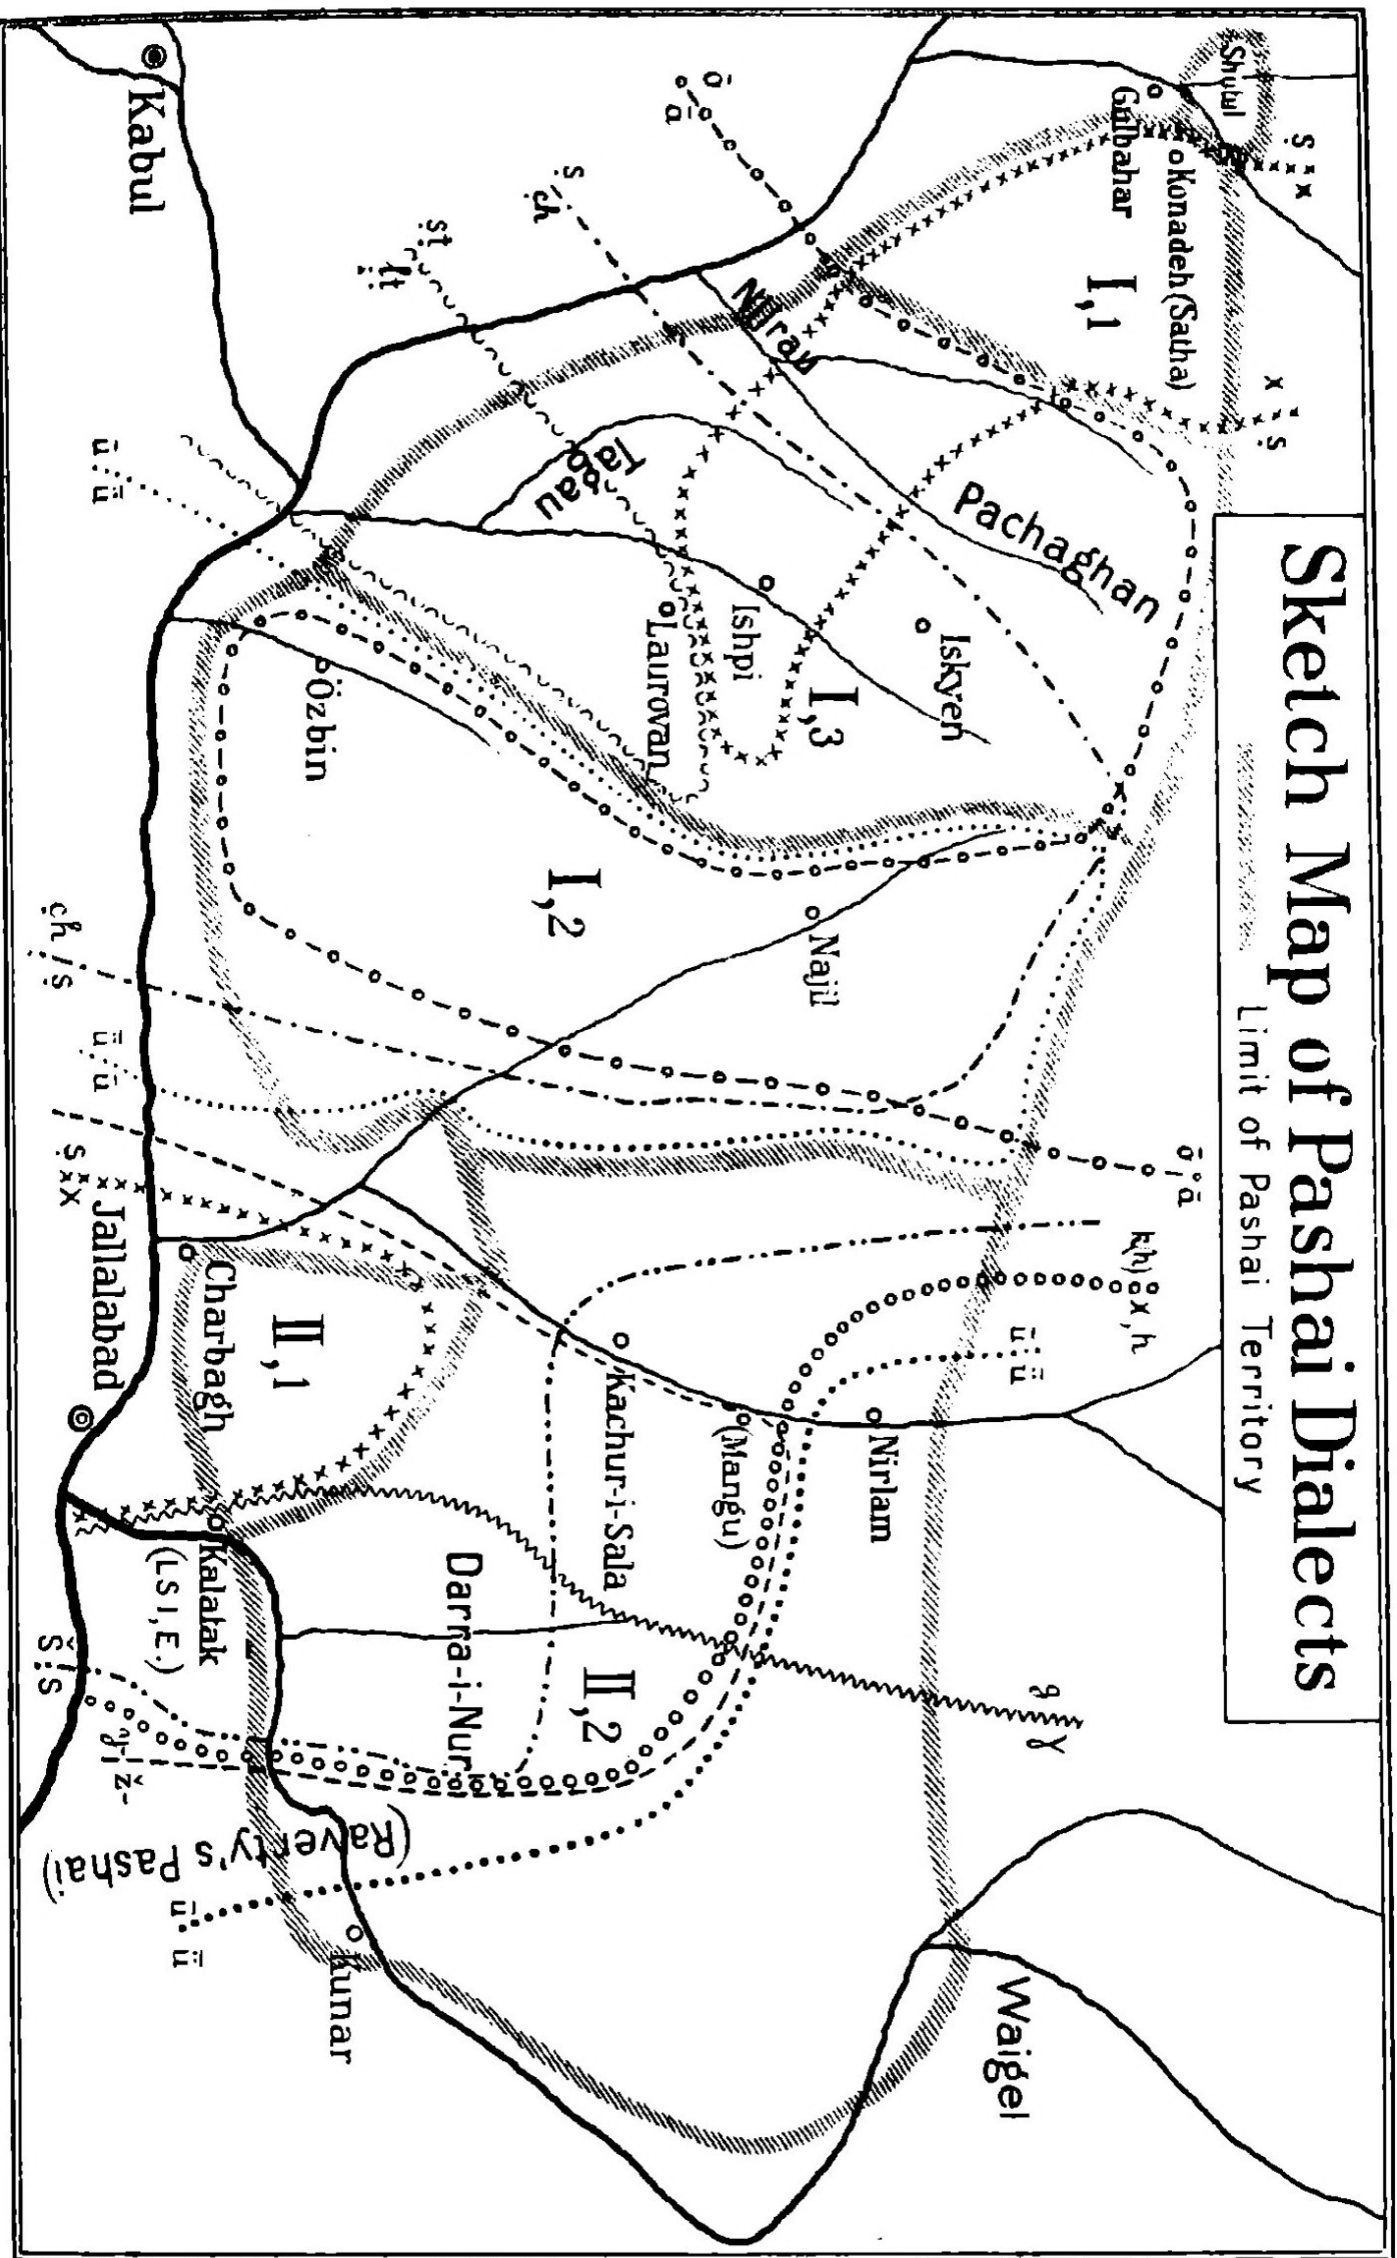 Sketch Map of Pashai Dialects
Limit of Pashai Territory
Shutul
Gulbahar
Konadeh (Satha)
I,1
ṣ
x
x
ṣ
ō
ā
ṣ
c̣h
ṣt
Kabul
Nijrau
Pachaghan
Tagau
Iskyen
Ishpi
Laurovan
I,3
ū
ǖ
Özbin
I,2
Najil
c̣h / ṣ
ǖ
ū
ō
ā
k(h)
x, h
ū
ǖ
ṣ
x
Jallalabad
Charbagh
II,1
Kachur-i-Sala
(Mangu)
Nirlam
Kalatak
(LSI, E.)
Darra-i-Nur
II,2
g
γ
š
s
y-
ž-
(Raverty's Pashai)
ū
ǖ
Kunar
Waigel